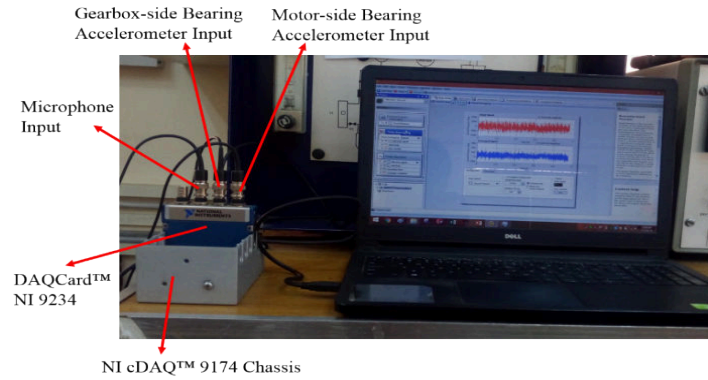 Gearbox-side Bearing
Accelerometer Input
Motor-side Bearing
Accelerometer Input
Microphone
Input
NATIONAL
INSTRUMENTS
DELL
DAQCard™
NI 9234
NI cDAQ™ 9174 Chassis